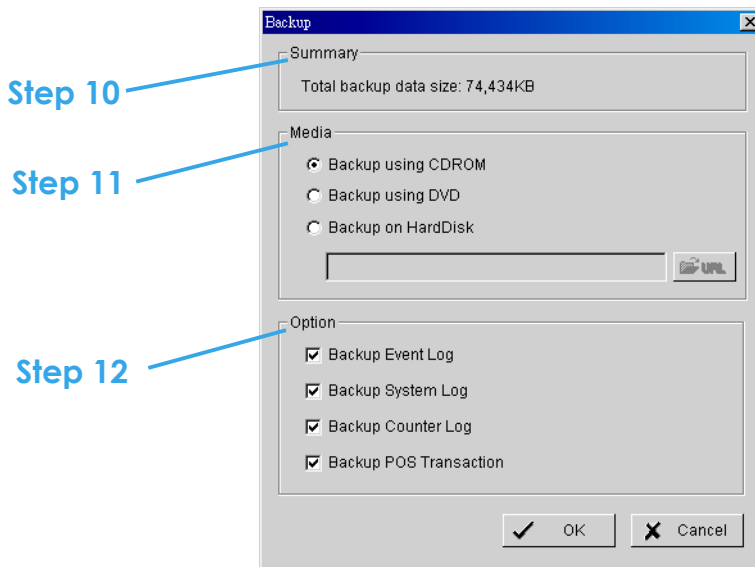 Backup
Summary
Step 10
Total backup data size: 74,434KB
Media
Step 11
Backup using CDROM
Backup using DVD
Backup on HardDisk
URL
Option
Step 12
Backup Event Log
Backup System Log
Backup Counter Log
Backup POS Transaction
OK
Cancel